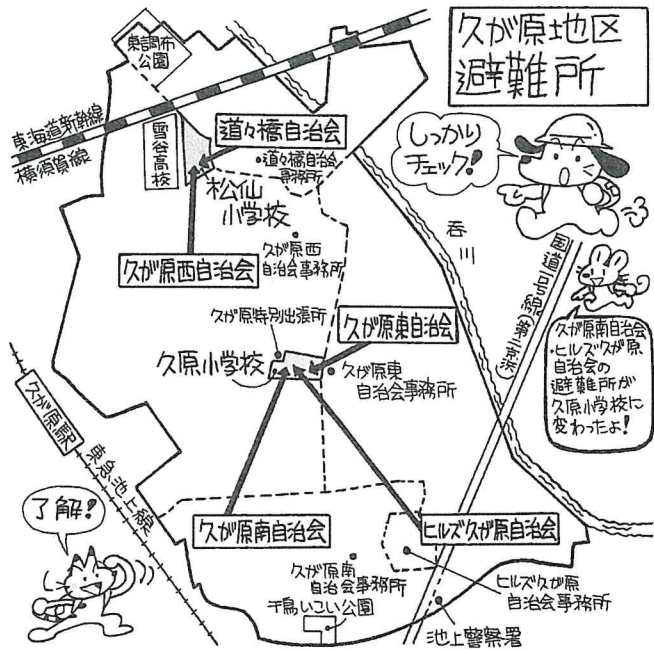 久が原地区
避難所
東調布
公園
東海道新幹線
横須賀線
雪谷高校
道々橋自治会
道々橋自治会
事務所
松仙
小学校
しっかり
チェック!
呑川
国道一号線(第二京浜)
久が原西
自治会事務所
久が原西自治会
久が原特別出張所
久が原東自治会
久原小学校
久が原東
自治会事務所
久が原南自治会
・ヒルズ久が原
自治会の
避難所が
久原小学校に
変わったよ!
久が原駅
東急池上線
了解!
久が原南自治会
ヒルズ久が原自治会
久が原南
自治会事務所
ヒルズ久が原
自治会事務所
千鳥いこい公園
池上警察署